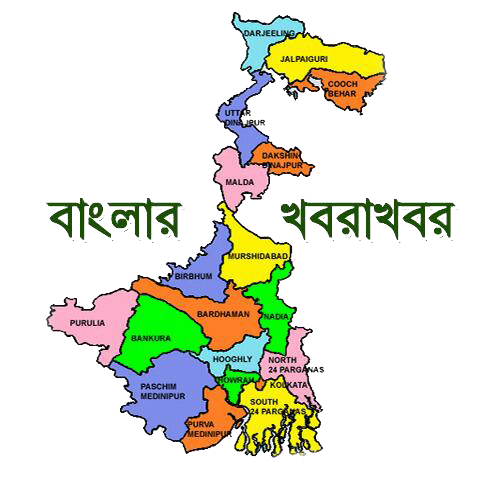 DARJEELING
JALPAIGURI
COOCH
BEHAR
UTTAR
DINAJPUR
DAKSHIN
DINAJPUR
MALDA
বাংলার খবরাখবর
MURSHIDABAD
BIRBHUM
BARDHAMAN
NADIA
PURULIA
BANKURA
HOOGHLY
NORTH
24 PARGANAS
HOWRAH
KOLKATA
PASCHIM
MEDINIPUR
SOUTH
24 PARGANAS
PURVA
MEDINIPUR